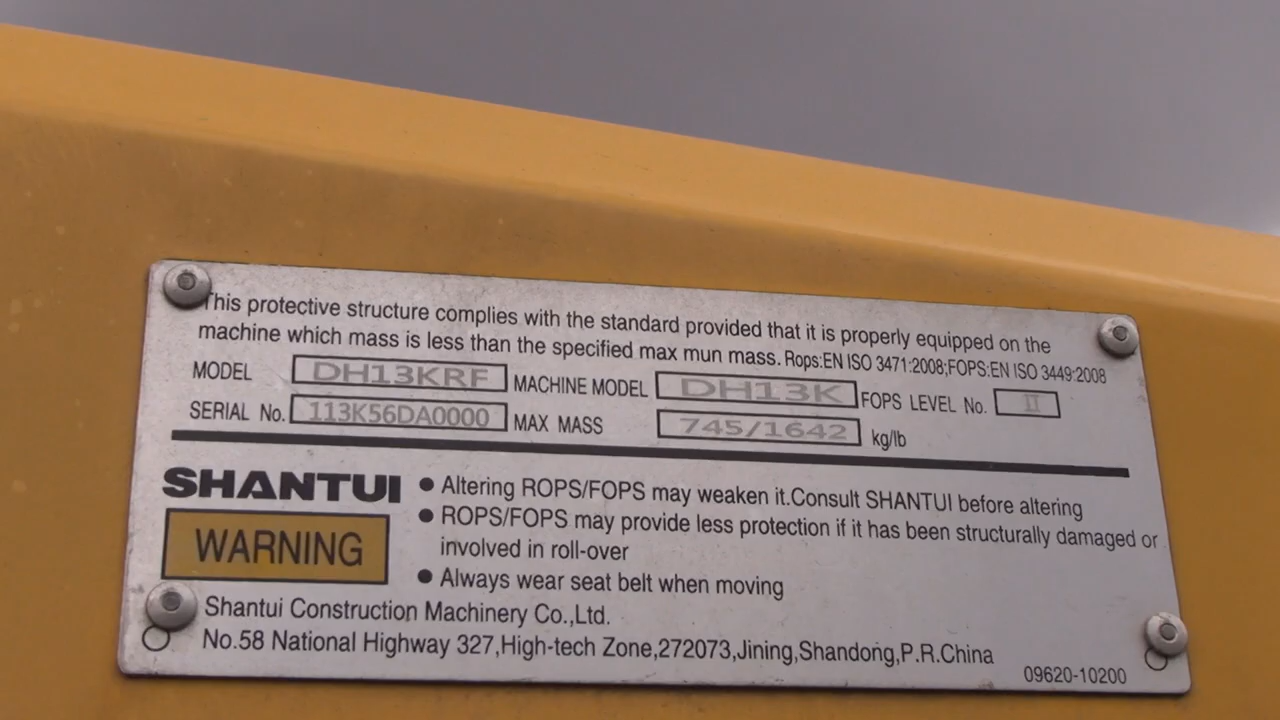 This protective structure complies with the standard provided that it is properly equipped on the
machine which mass is less than the specified max mun mass. Rops:EN ISO 3471:2008;FOPS:EN ISO 3449:2008
MODEL DH13KRF MACHINE MODEL DH13K FOPS LEVEL No. II
SERIAL No. 113K56DA0000 MAX MASS 745/1642 kg/lb
SHANTUI
WARNING
● Altering ROPS/FOPS may weaken it.Consult SHANTUI before altering
● ROPS/FOPS may provide less protection if it has been structurally damaged or
involved in roll-over
● Always wear seat belt when moving
Shantui Construction Machinery Co.,Ltd.
No.58 National Highway 327,High-tech Zone,272073,Jining,Shandong,P.R.China
09620-10200